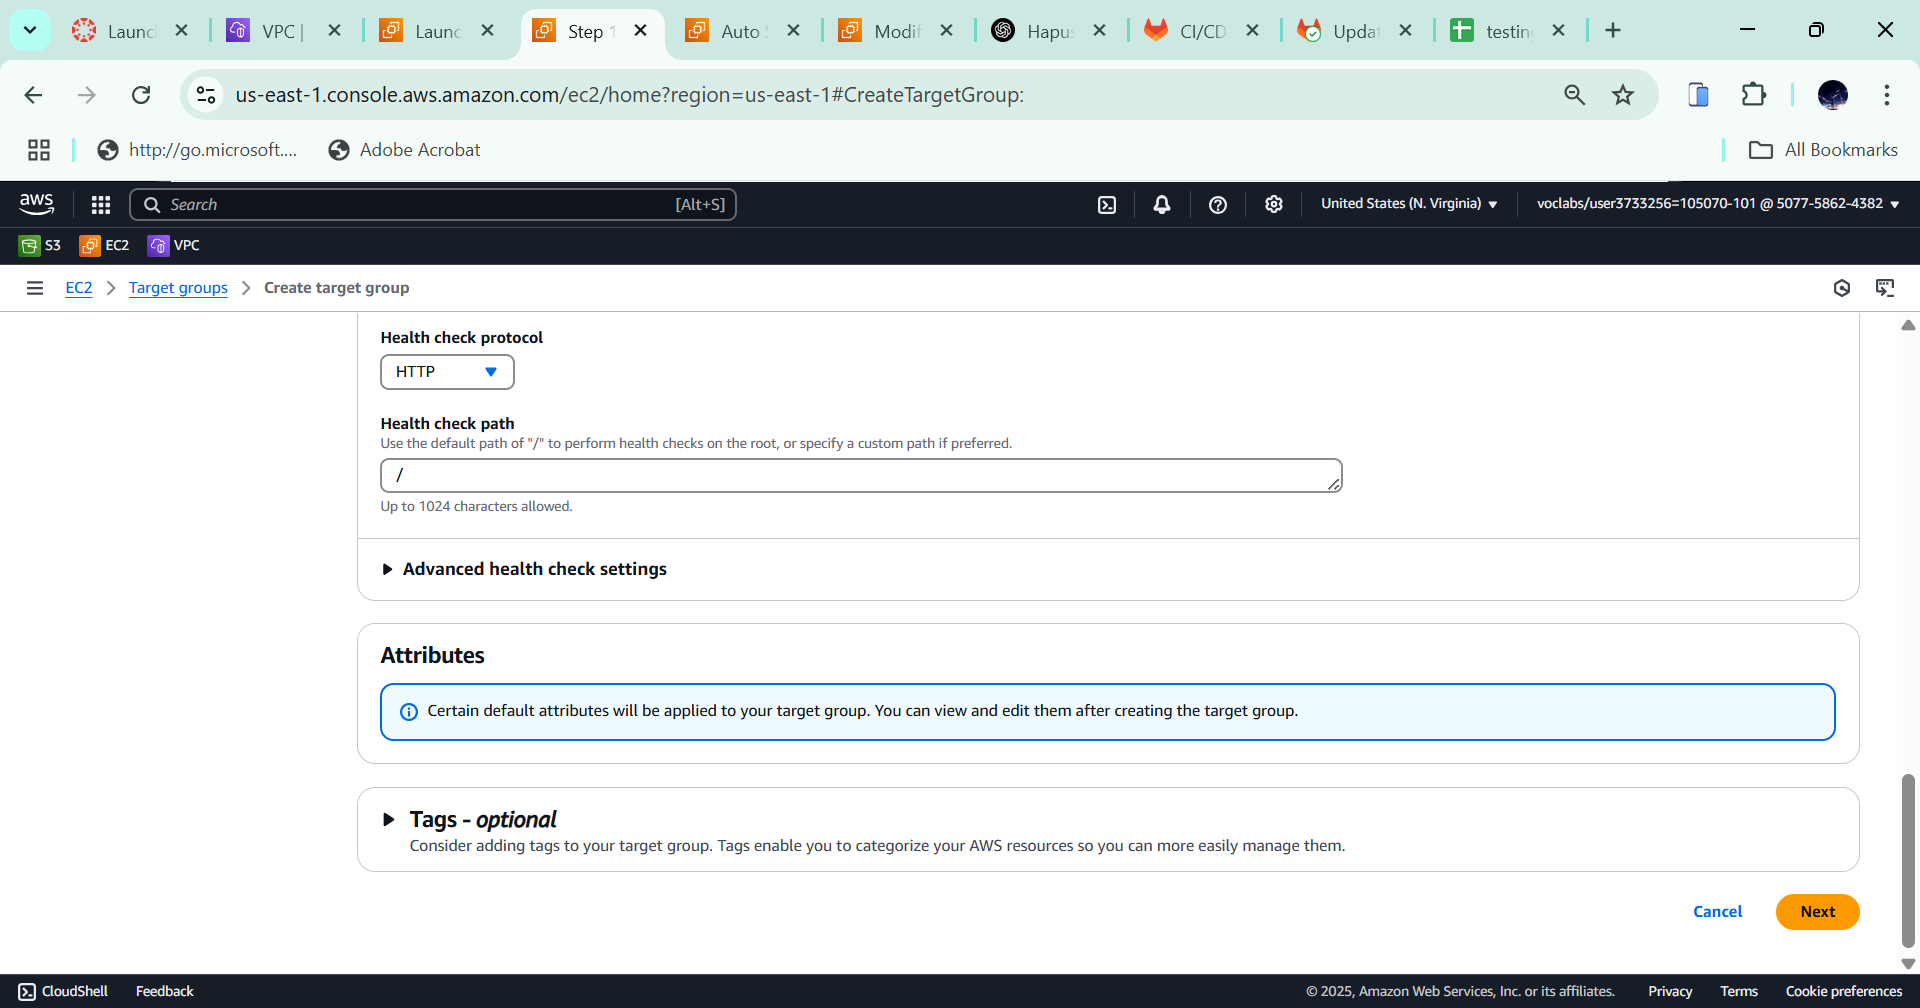 Launc
VPC |
Launc
Step 1
Auto S
Modif
Hapus
CI/CD
Updat
testin
us-east-1.console.aws.amazon.com/ec2/home?region=us-east-1#CreateTargetGroup:
http://go.microsoft....
Adobe Acrobat
All Bookmarks
aws
Search
[Alt+S]
United States (N. Virginia)
voclabs/user3733256=105070-101 @ 5077-5862-4382
S3
EC2
VPC
EC2
Target groups
Create target group
Health check protocol
HTTP
Health check path
Use the default path of "/" to perform health checks on the root, or specify a custom path if preferred.
/
Up to 1024 characters allowed.
Advanced health check settings
Attributes
Certain default attributes will be applied to your target group. You can view and edit them after creating the target group.
Tags - optional
Consider adding tags to your target group. Tags enable you to categorize your AWS resources so you can more easily manage them.
Cancel
Next
CloudShell
Feedback
© 2025, Amazon Web Services, Inc. or its affiliates.
Privacy
Terms
Cookie preferences